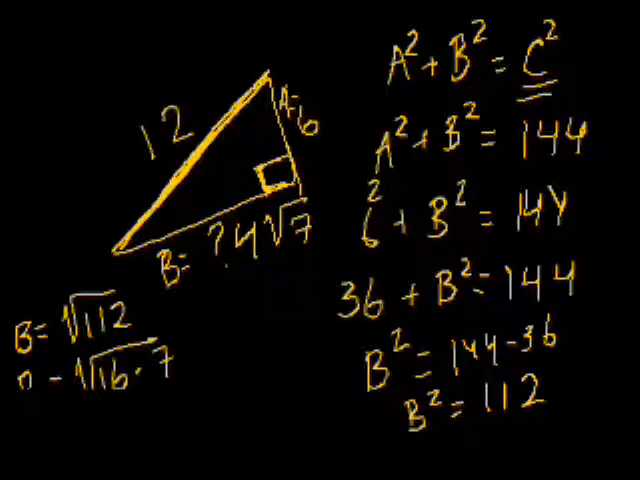 A² + B² = C²
12
A = 6
A² + B² = 144
6² + B² = 144
B = ? 4√7
36 + B² = 144
B = √112
B² = 144 - 36
n - √16 · 7
B² = 112